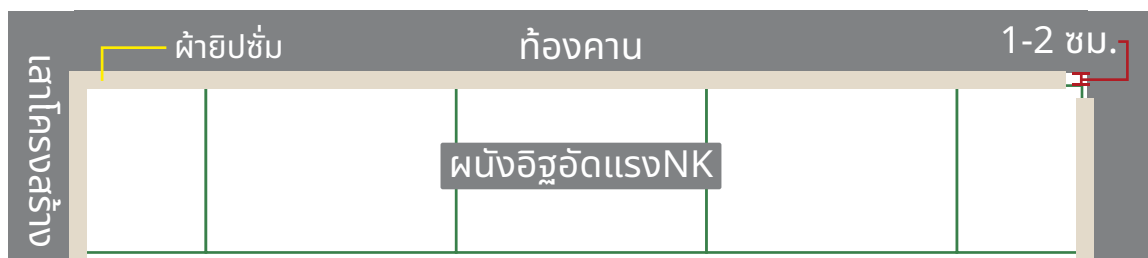 ผ้ายิปซั่ม
ท้องคาน
1-2 ซม.
เสาโครงสร้าง
ผนังอิฐอัดแรงNK